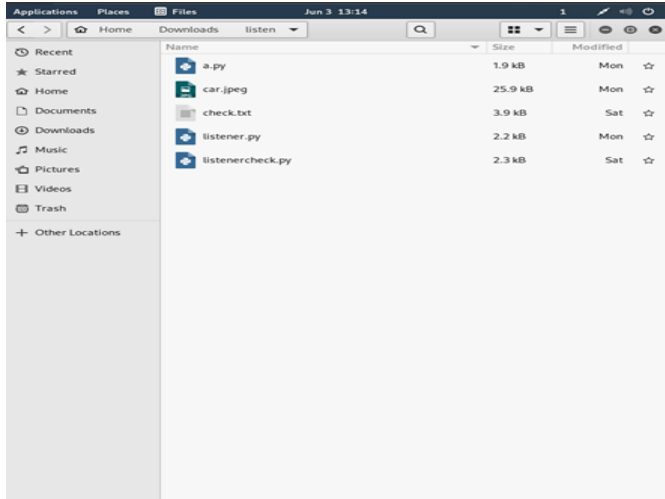 Applications Places Files Jun 3 13:14 1
Home Downloads listen
Recent
Starred
Home
Documents
Downloads
Music
Pictures
Videos
Trash
+ Other Locations
Name Size Modified
a.py 1.9 kB Mon
car.jpeg 25.9 kB Mon
check.txt 3.9 kB Sat
listener.py 2.2 kB Mon
listenercheck.py 2.3 kB Sat